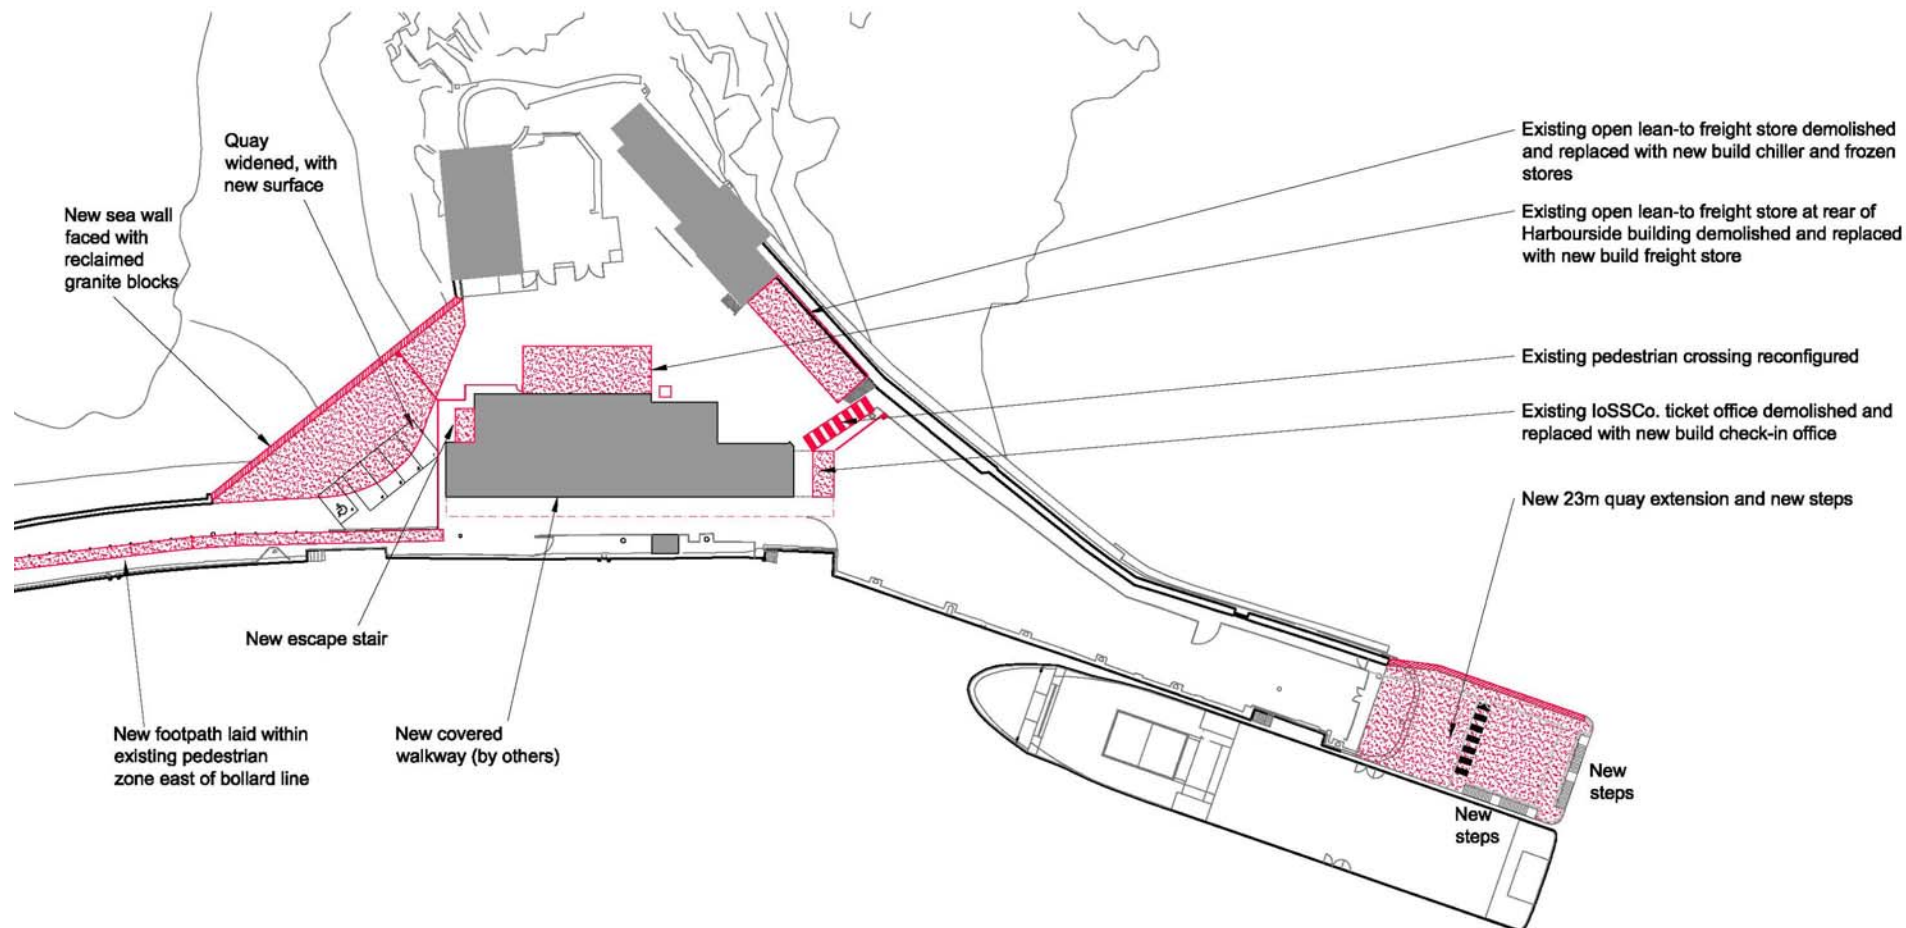 Quay
widened, with
new surface
New sea wall
faced with
reclaimed
granite blocks
Existing open lean-to freight store demolished
and replaced with new build chiller and frozen
stores
Existing open lean-to freight store at rear of
Harbourside building demolished and replaced
with new build freight store
Existing pedestrian crossing reconfigured
Existing IoSSCo. ticket office demolished and
replaced with new build check-in office
New 23m quay extension and new steps
New escape stair
New footpath laid within
existing pedestrian
zone east of bollard line
New covered
walkway (by others)
New
steps
New
steps